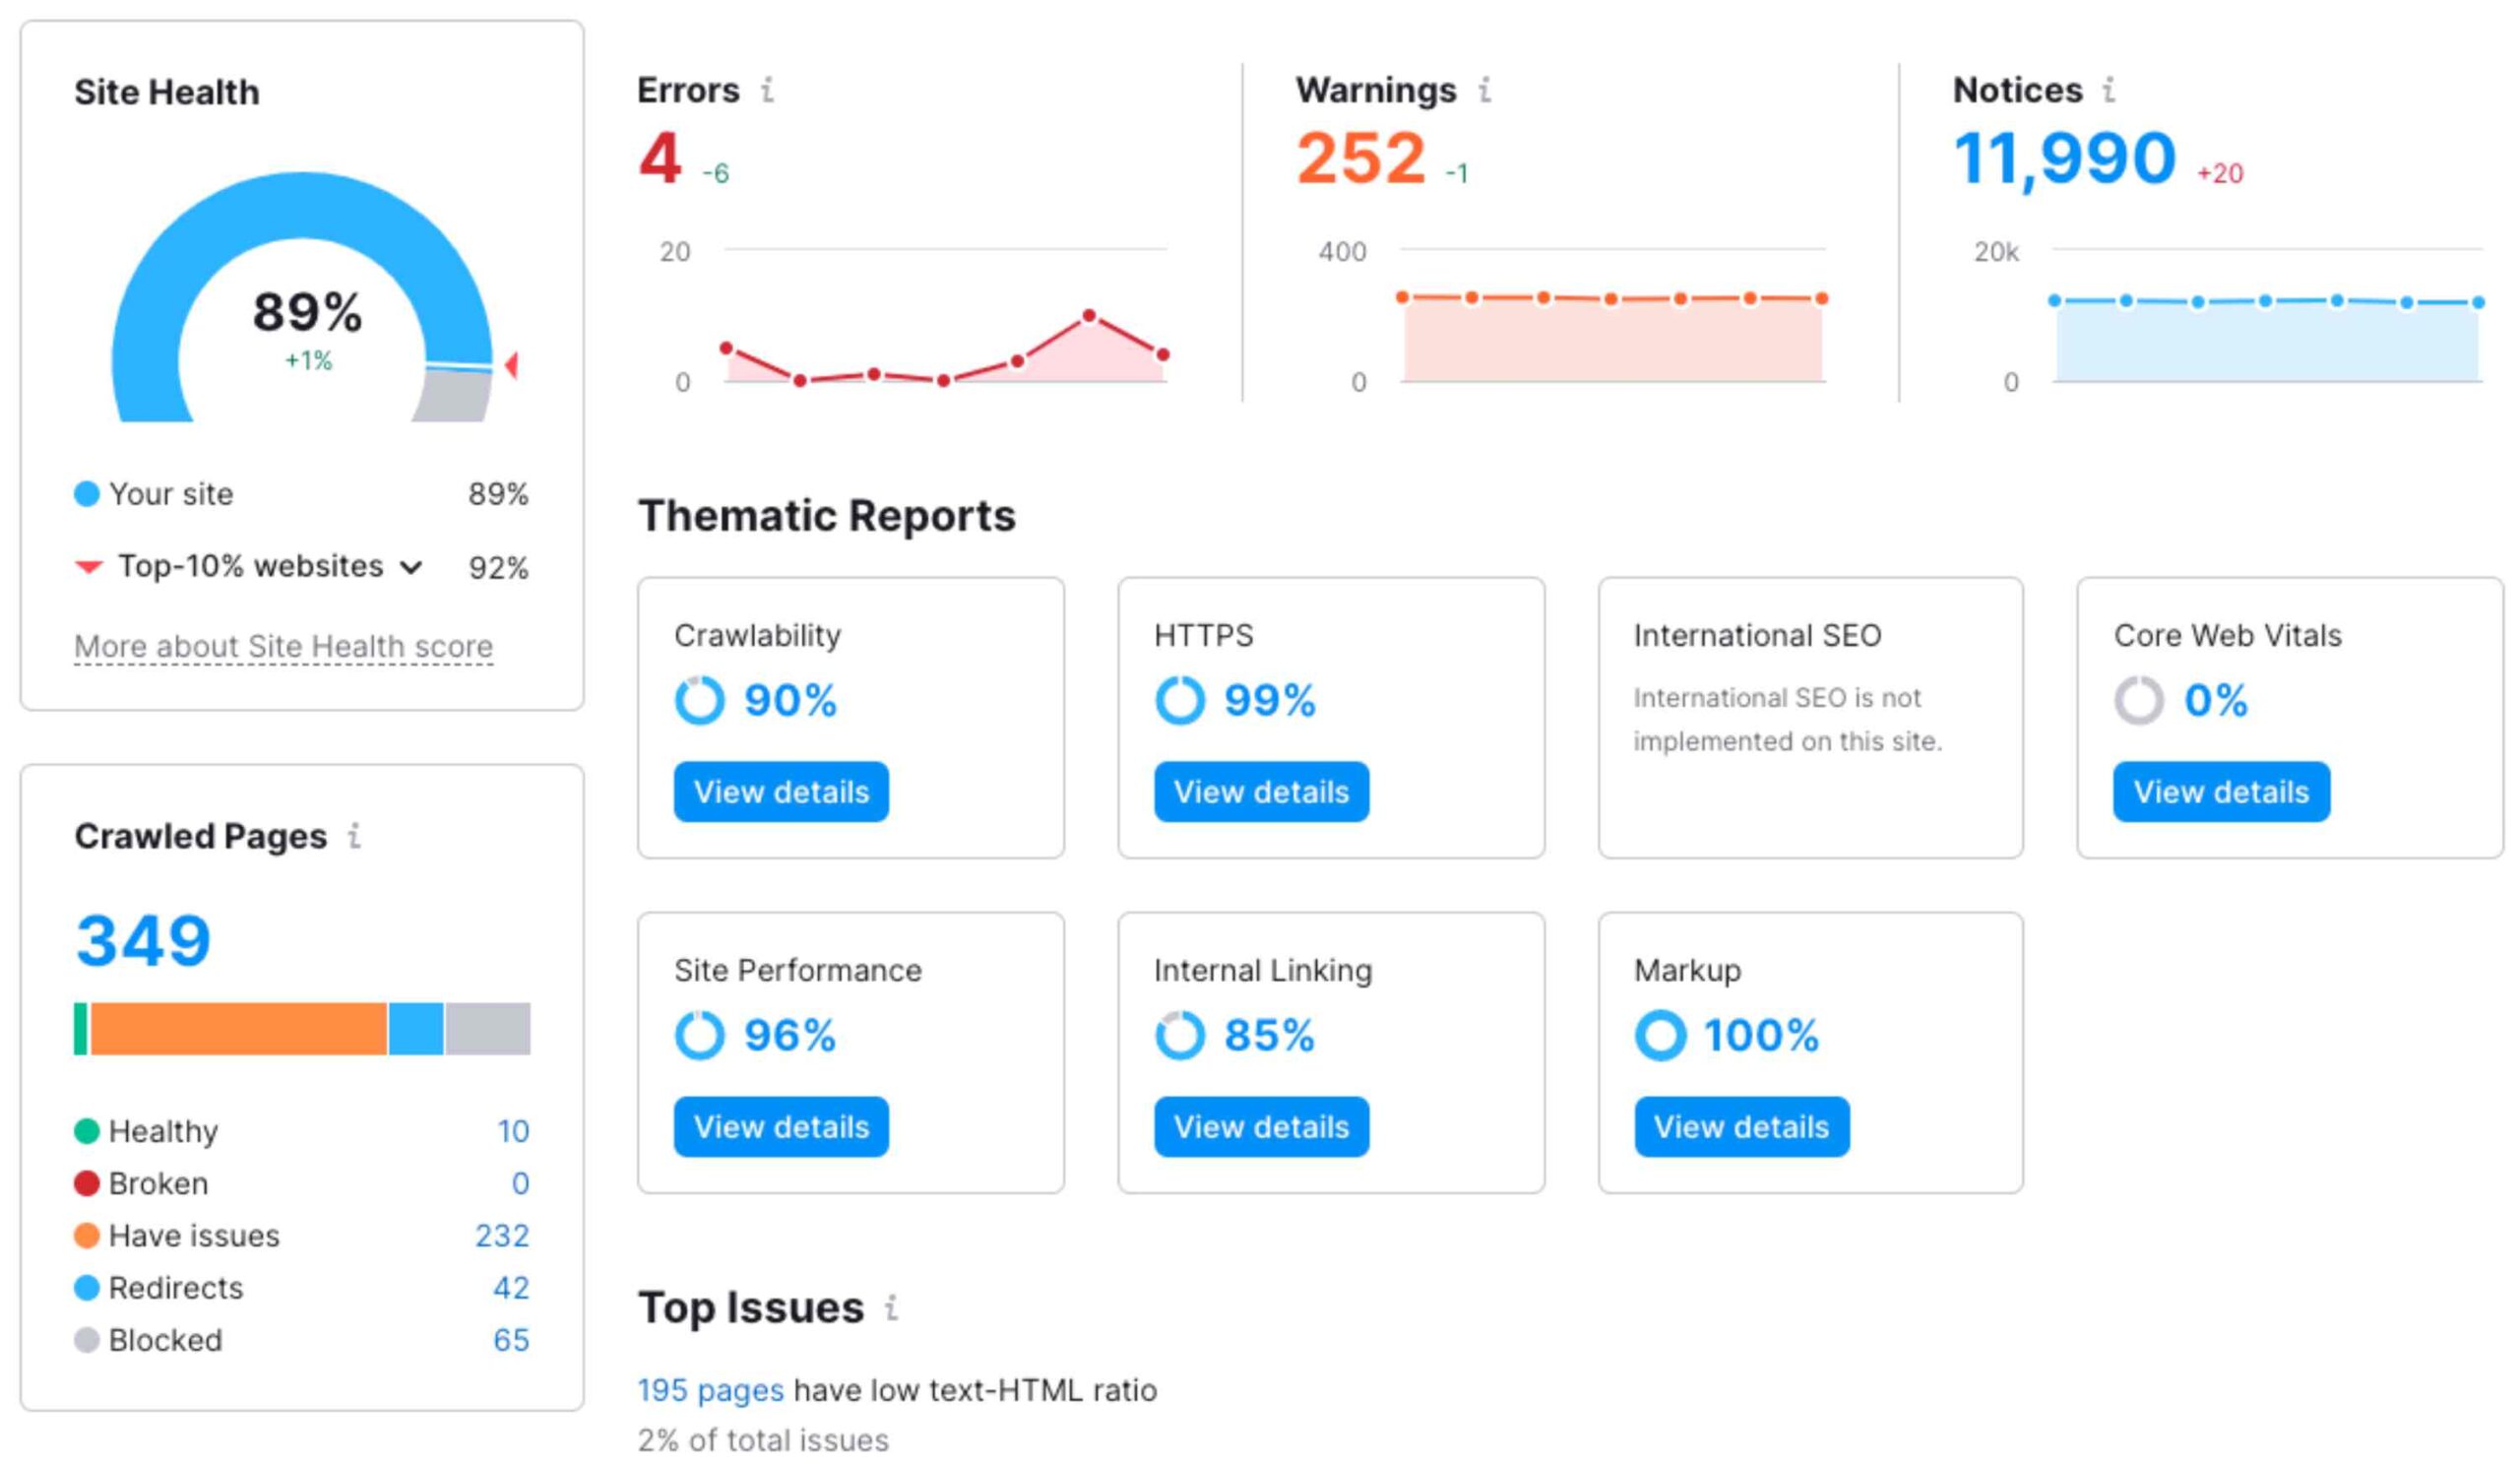 Site Health
89%
+1%
Your site 89%
Top-10% websites 92%
More about Site Health score
Crawled Pages i
349
Healthy 10
Broken 0
Have issues 232
Redirects 42
Blocked 65
Errors i
4 -6
20
0
Warnings i
252 -1
400
0
Notices i
11,990 +20
20k
0
Thematic Reports
Crawlability
90%
View details
HTTPS
99%
View details
International SEO
International SEO is not
implemented on this site.
Core Web Vitals
0%
View details
Site Performance
96%
View details
Internal Linking
85%
View details
Markup
100%
View details
Top Issues i
195 pages have low text-HTML ratio
2% of total issues